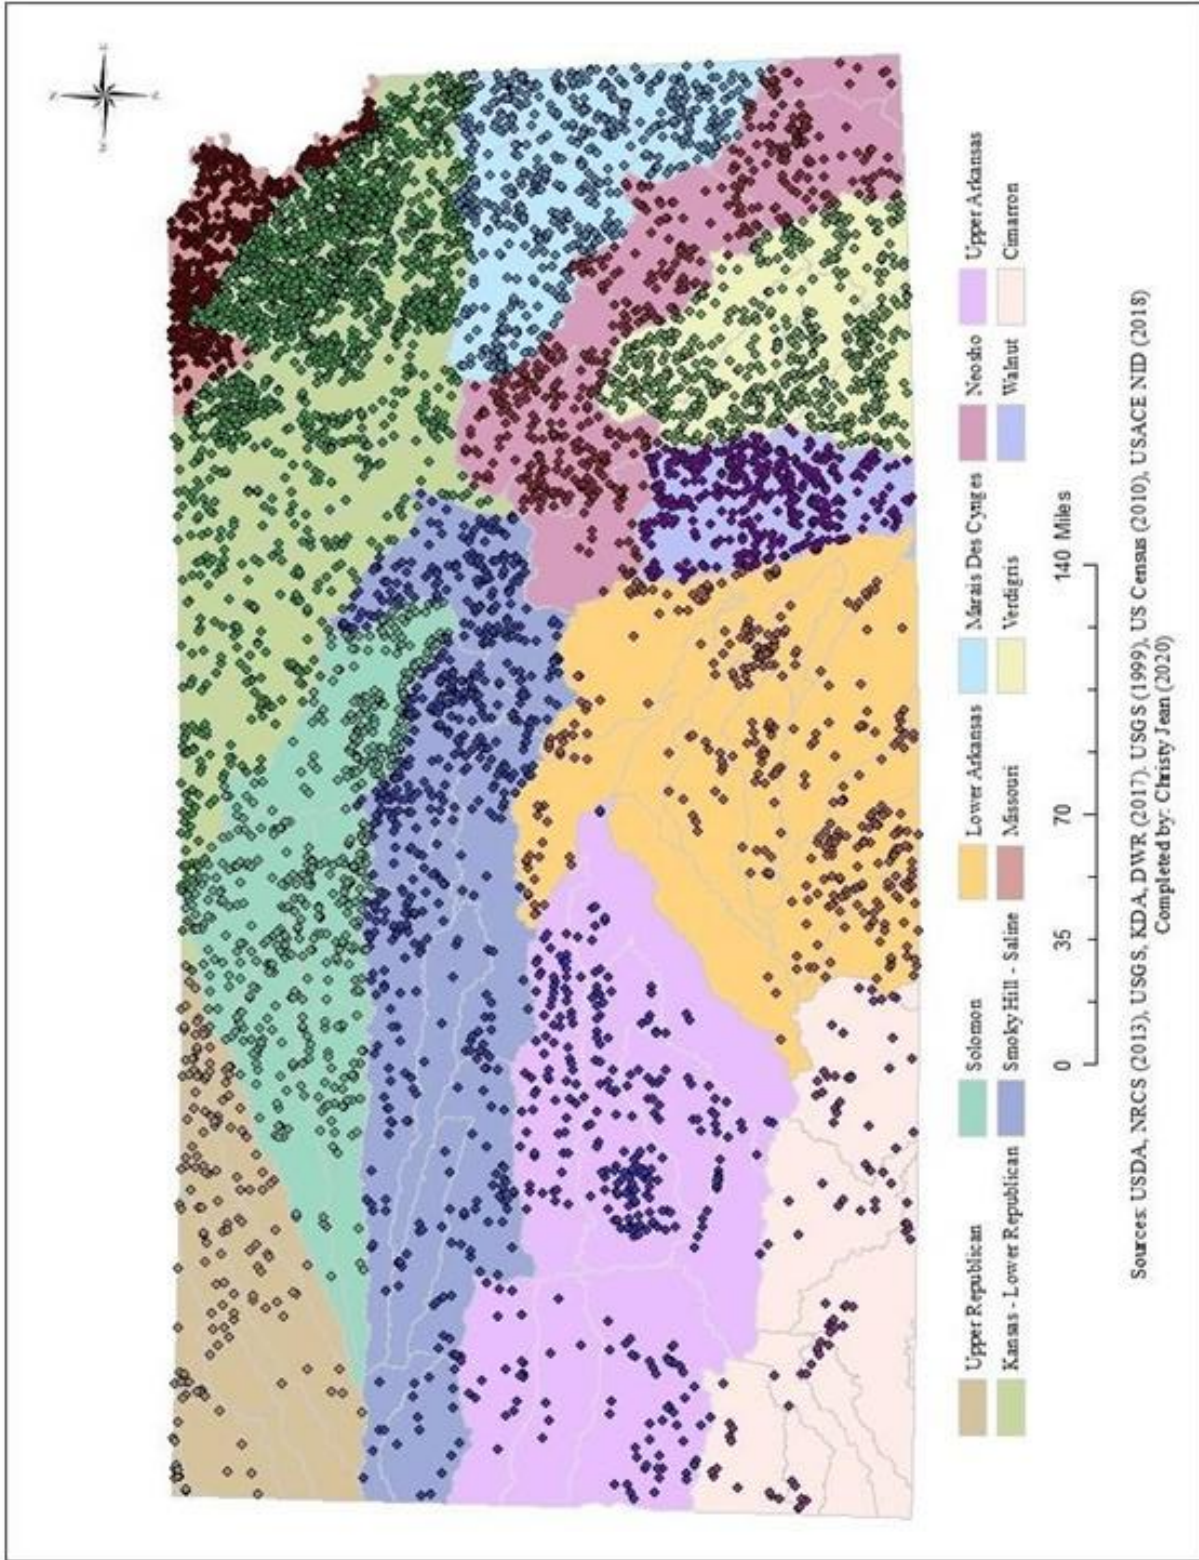 Upper Republican
Solomon
Lower Arkansas
Marais Des Cynges
Neosho
Upper Arkansas
Kansas - Lower Republican
Smoky Hill - Saline
Missouri
Verdigris
Walnut
Cimarron
0 35 70 140 Miles
Sources: USDA, NRCS (2013), USGS, KDA, DWR (2017), USGS (1999), US Census (2010), USACE NID (2018)
Completed by: Christy Jean (2020)